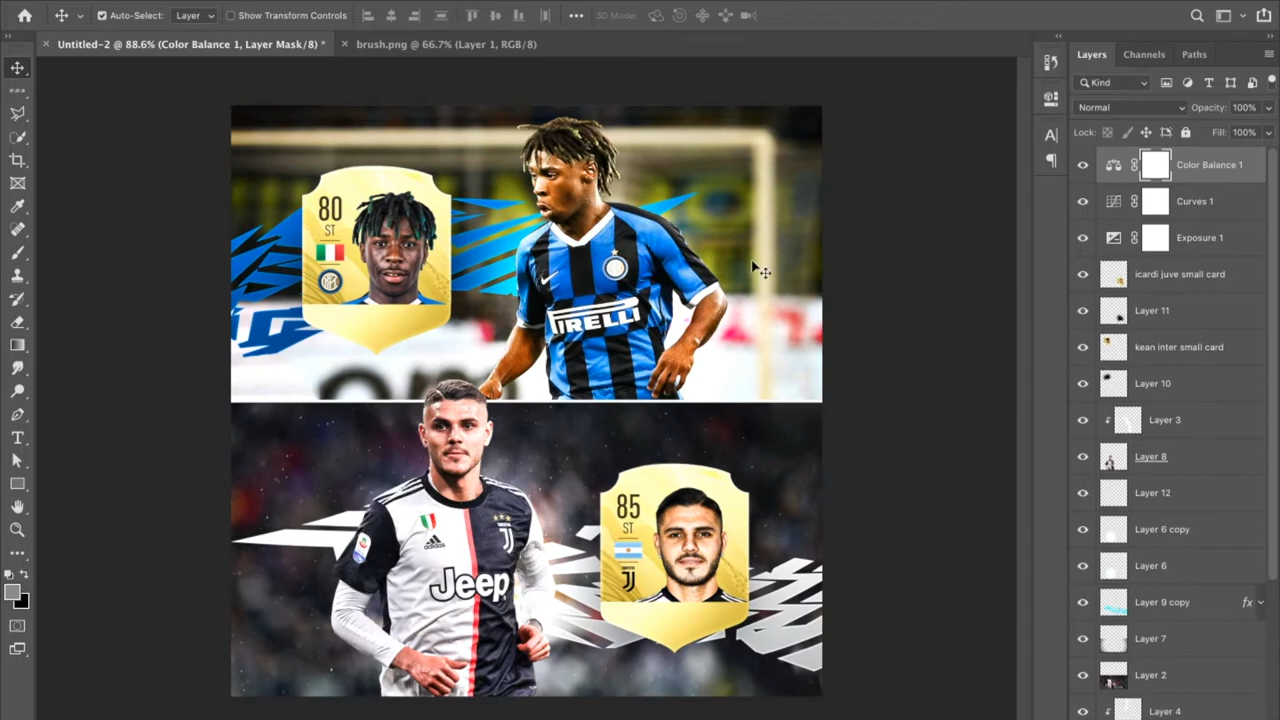 Auto-Select: Layer Show Transform Controls 3D Mode:
Untitled-2 @ 88.6% (Color Balance 1, Layer Mask/8) * brush.png @ 66.7% (Layer 1, RGB/8)
Layers Channels Paths
Kind
Normal Opacity: 100%
Lock: Fill: 100%
Color Balance 1
Curves 1
Exposure 1
icardi juve small card
Layer 11
kean inter small card
Layer 10
Layer 3
Layer 8
Layer 12
Layer 6 copy
Layer 6
Layer 9 copy fx
Layer 7
Layer 2
Layer 4
80
ST
PIRELLI
85
ST
adidas
Jeep